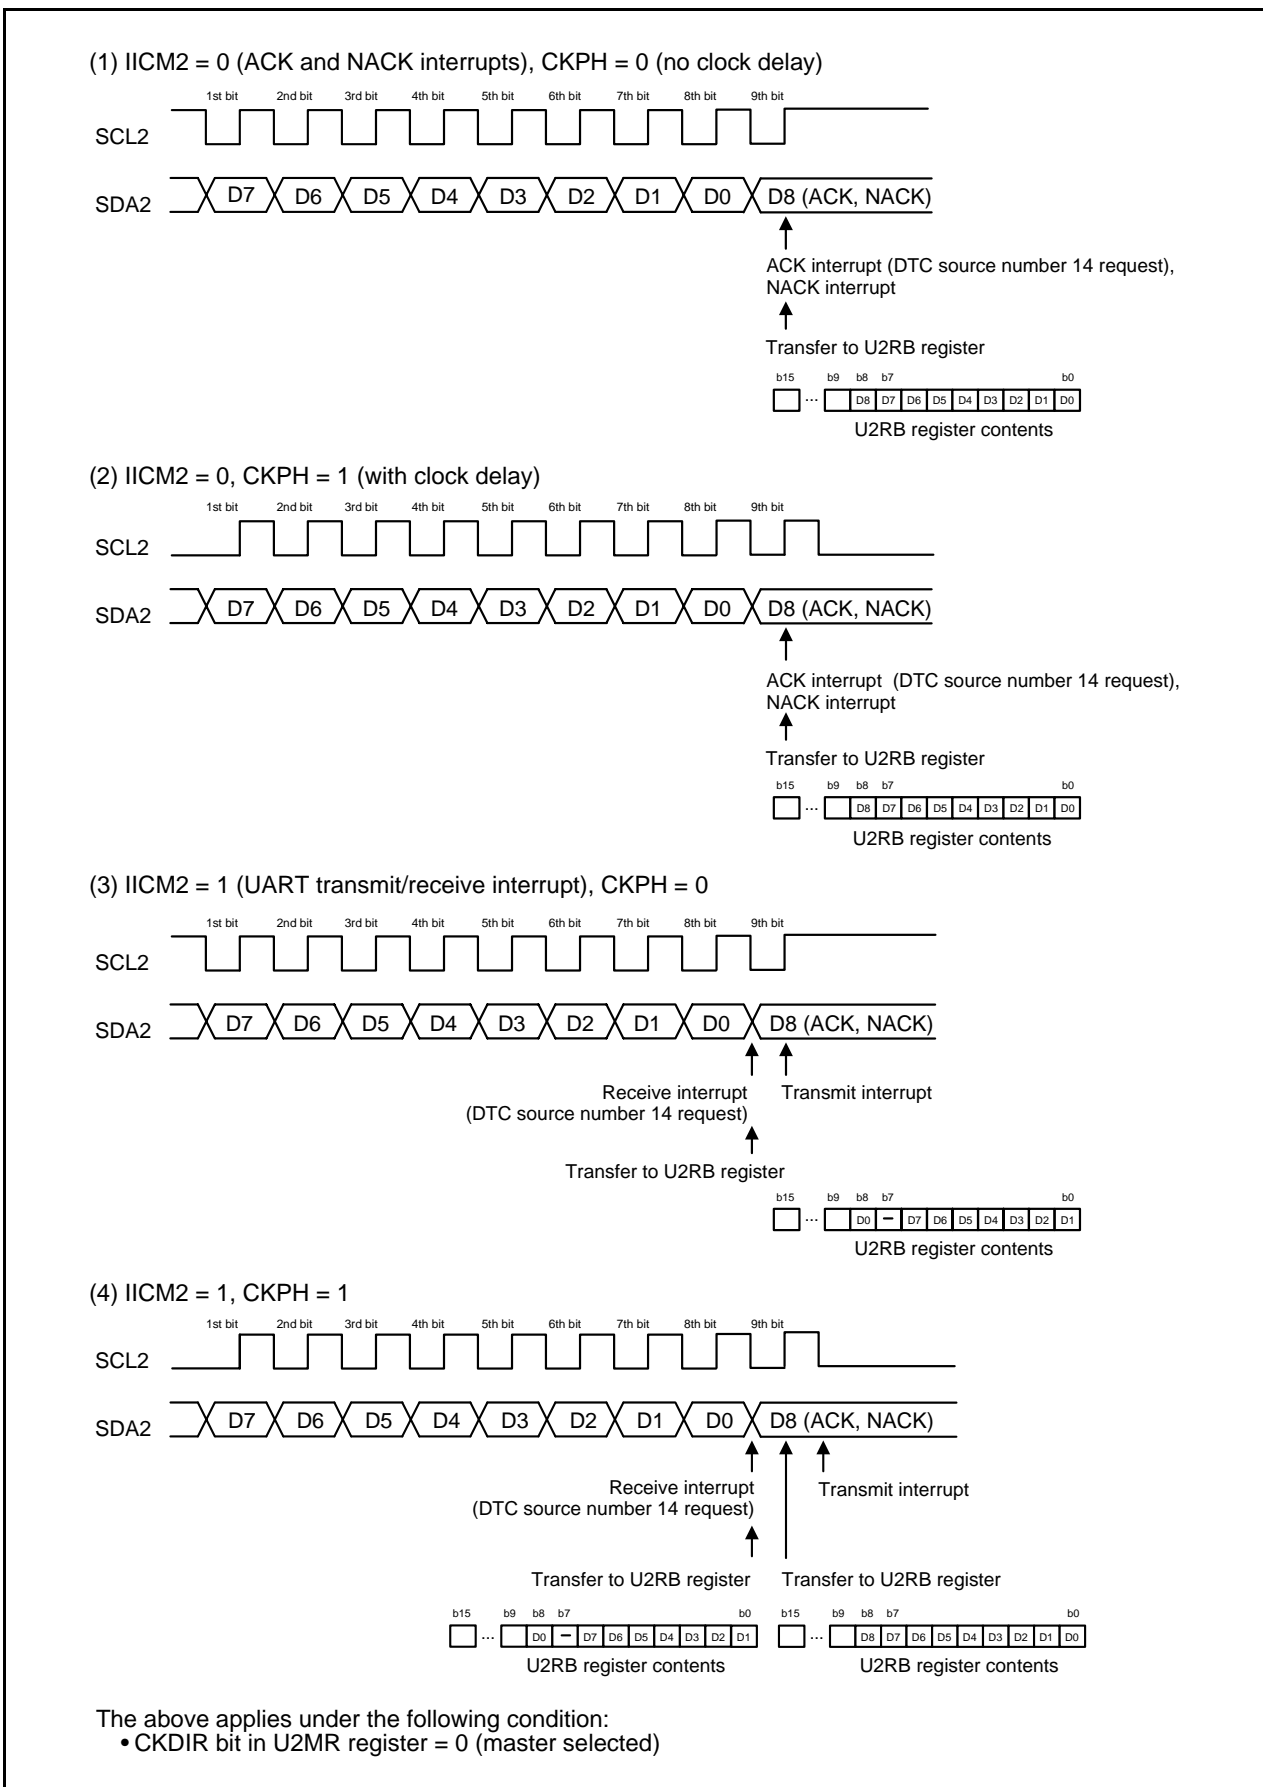 (1) IICM2 = 0 (ACK and NACK interrupts), CKPH = 0 (no clock delay)
1st bit 2nd bit 3rd bit 4th bit 5th bit 6th bit 7th bit 8th bit 9th bit
SCL2
SDA2 D7 D6 D5 D4 D3 D2 D1 D0 D8 (ACK, NACK)
ACK interrupt (DTC source number 14 request),
NACK interrupt
Transfer to U2RB register
b15 b9 b8 b7 b0
... D8 D7 D6 D5 D4 D3 D2 D1 D0
U2RB register contents
(2) IICM2 = 0, CKPH = 1 (with clock delay)
1st bit 2nd bit 3rd bit 4th bit 5th bit 6th bit 7th bit 8th bit 9th bit
SCL2
SDA2 D7 D6 D5 D4 D3 D2 D1 D0 D8 (ACK, NACK)
ACK interrupt (DTC source number 14 request),
NACK interrupt
Transfer to U2RB register
b15 b9 b8 b7 b0
... D8 D7 D6 D5 D4 D3 D2 D1 D0
U2RB register contents
(3) IICM2 = 1 (UART transmit/receive interrupt), CKPH = 0
1st bit 2nd bit 3rd bit 4th bit 5th bit 6th bit 7th bit 8th bit 9th bit
SCL2
SDA2 D7 D6 D5 D4 D3 D2 D1 D0 D8 (ACK, NACK)
Receive interrupt Transmit interrupt
(DTC source number 14 request)
Transfer to U2RB register
b15 b9 b8 b7 b0
... D0 – D7 D6 D5 D4 D3 D2 D1
U2RB register contents
(4) IICM2 = 1, CKPH = 1
1st bit 2nd bit 3rd bit 4th bit 5th bit 6th bit 7th bit 8th bit 9th bit
SCL2
SDA2 D7 D6 D5 D4 D3 D2 D1 D0 D8 (ACK, NACK)
Receive interrupt Transmit interrupt
(DTC source number 14 request)
Transfer to U2RB register Transfer to U2RB register
b15 b9 b8 b7 b0 b15 b9 b8 b7 b0
... D0 – D7 D6 D5 D4 D3 D2 D1 ... D8 D7 D6 D5 D4 D3 D2 D1 D0
U2RB register contents U2RB register contents
The above applies under the following condition:
• CKDIR bit in U2MR register = 0 (master selected)